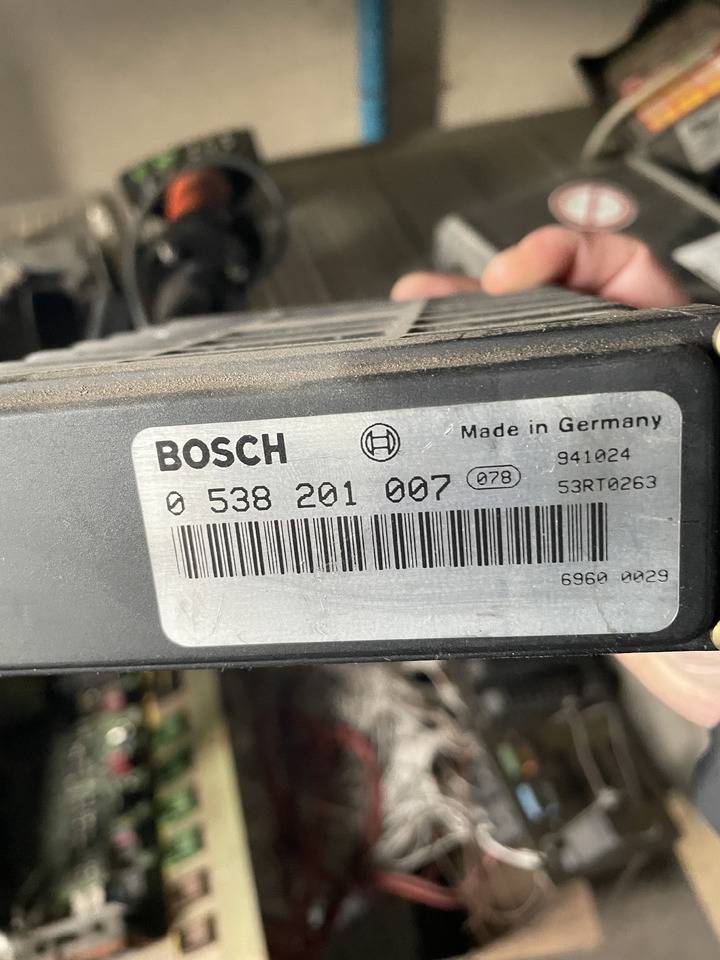 BOSCH
Made in Germany
0 538 201 007 078
941024
53RT0263
6960 0029